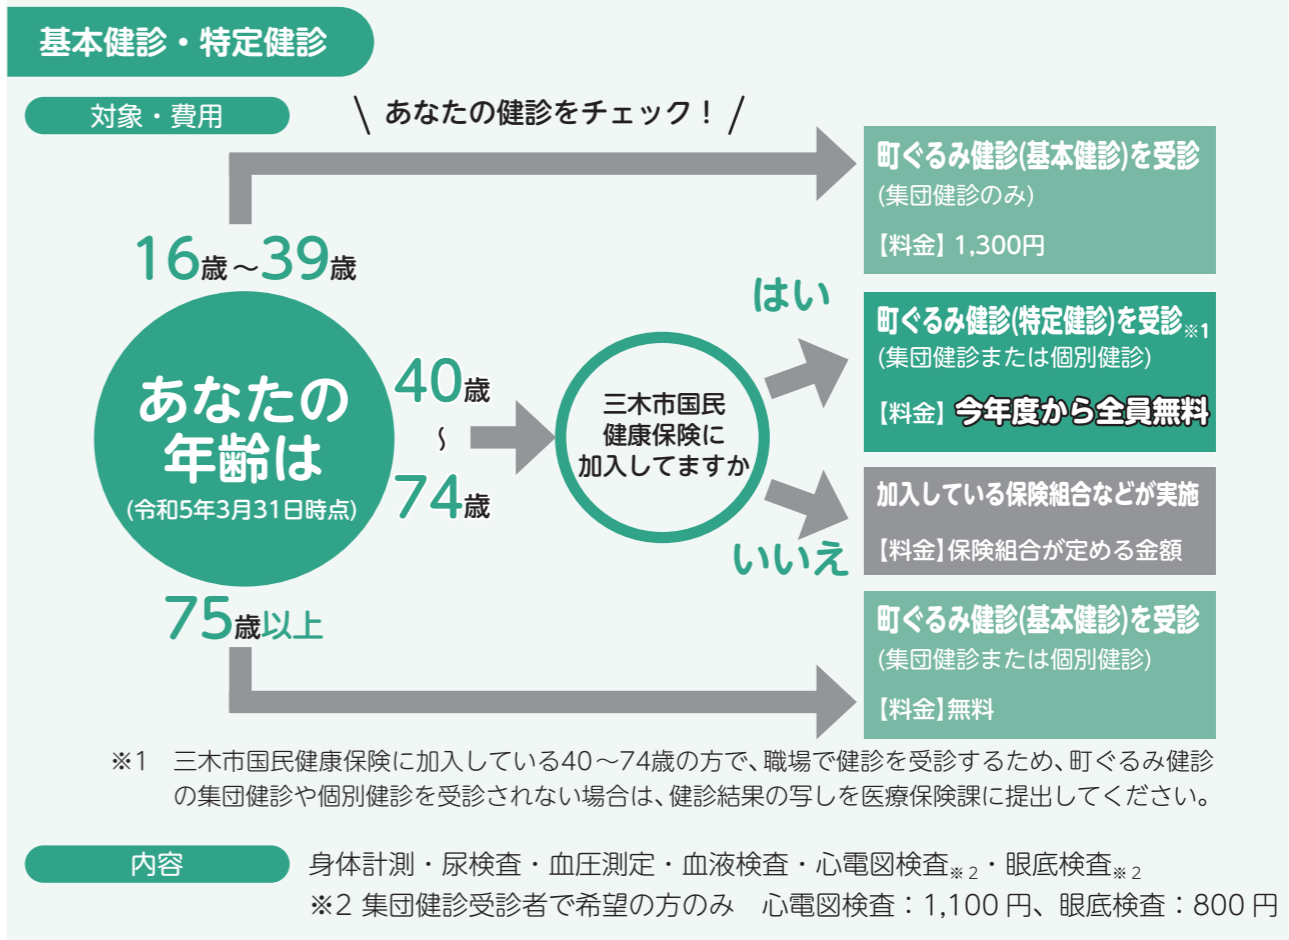 基本健診・特定健診
対象・費用
\ あなたの健診をチェック！ /
16歳～39歳
町ぐるみ健診(基本健診)を受診
(集団健診のみ)
【料金】 1,300円
あなたの
年齢は
(令和5年3月31日時点)
40歳
～
74歳
三木市国民
健康保険に
加入してますか
はい
町ぐるみ健診(特定健診)を受診※1
(集団健診または個別健診)
【料金】 今年度から全員無料
いいえ
加入している保険組合などが実施
【料金】保険組合が定める金額
75歳以上
町ぐるみ健診(基本健診)を受診
(集団健診または個別健診)
【料金】無料
※1　三木市国民健康保険に加入している40～74歳の方で、職場で健診を受診するため、町ぐるみ健診
の集団健診や個別健診を受診されない場合は、健診結果の写しを医療保険課に提出してください。
内容
身体計測・尿検査・血圧測定・血液検査・心電図検査※2・眼底検査※2
※2 集団健診受診者で希望の方のみ　心電図検査：1,100 円、眼底検査：800 円